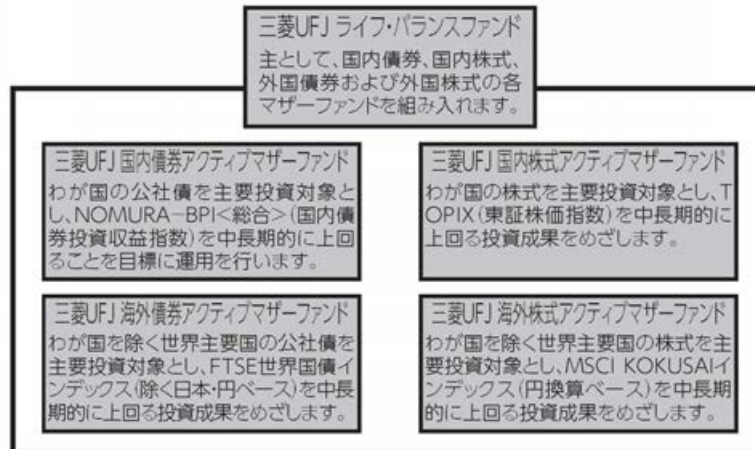 三菱UFJ ライフ・バランスファンド
主として、国内債券、国内株式、
外国債券および外国株式の各
マザーファンドを組み入れます。
三菱UFJ 国内債券アクティブマザーファンド
わが国の公社債を主要投資対象と
し、NOMURA-BPI<総合>(国内債
券投資収益指数)を中長期的に上回
ることを目標に運用を行います。
三菱UFJ 国内株式アクティブマザーファンド
わが国の株式を主要投資対象とし、T
OPIX(東証株価指数)を中長期的に
上回る投資成果をめざします。
三菱UFJ 海外債券アクティブマザーファンド
わが国を除く世界主要国の公社債を
主要投資対象とし、FTSE世界国債イ
ンデックス(除く日本・円ベース)を中長
期的に上回る投資成果をめざします。
三菱UFJ 海外株式アクティブマザーファンド
わが国を除く世界主要国の株式を主
要投資対象とし、MSCI KOKUSAIイ
ンデックス(円換算ベース)を中長期
的に上回る投資成果をめざします。